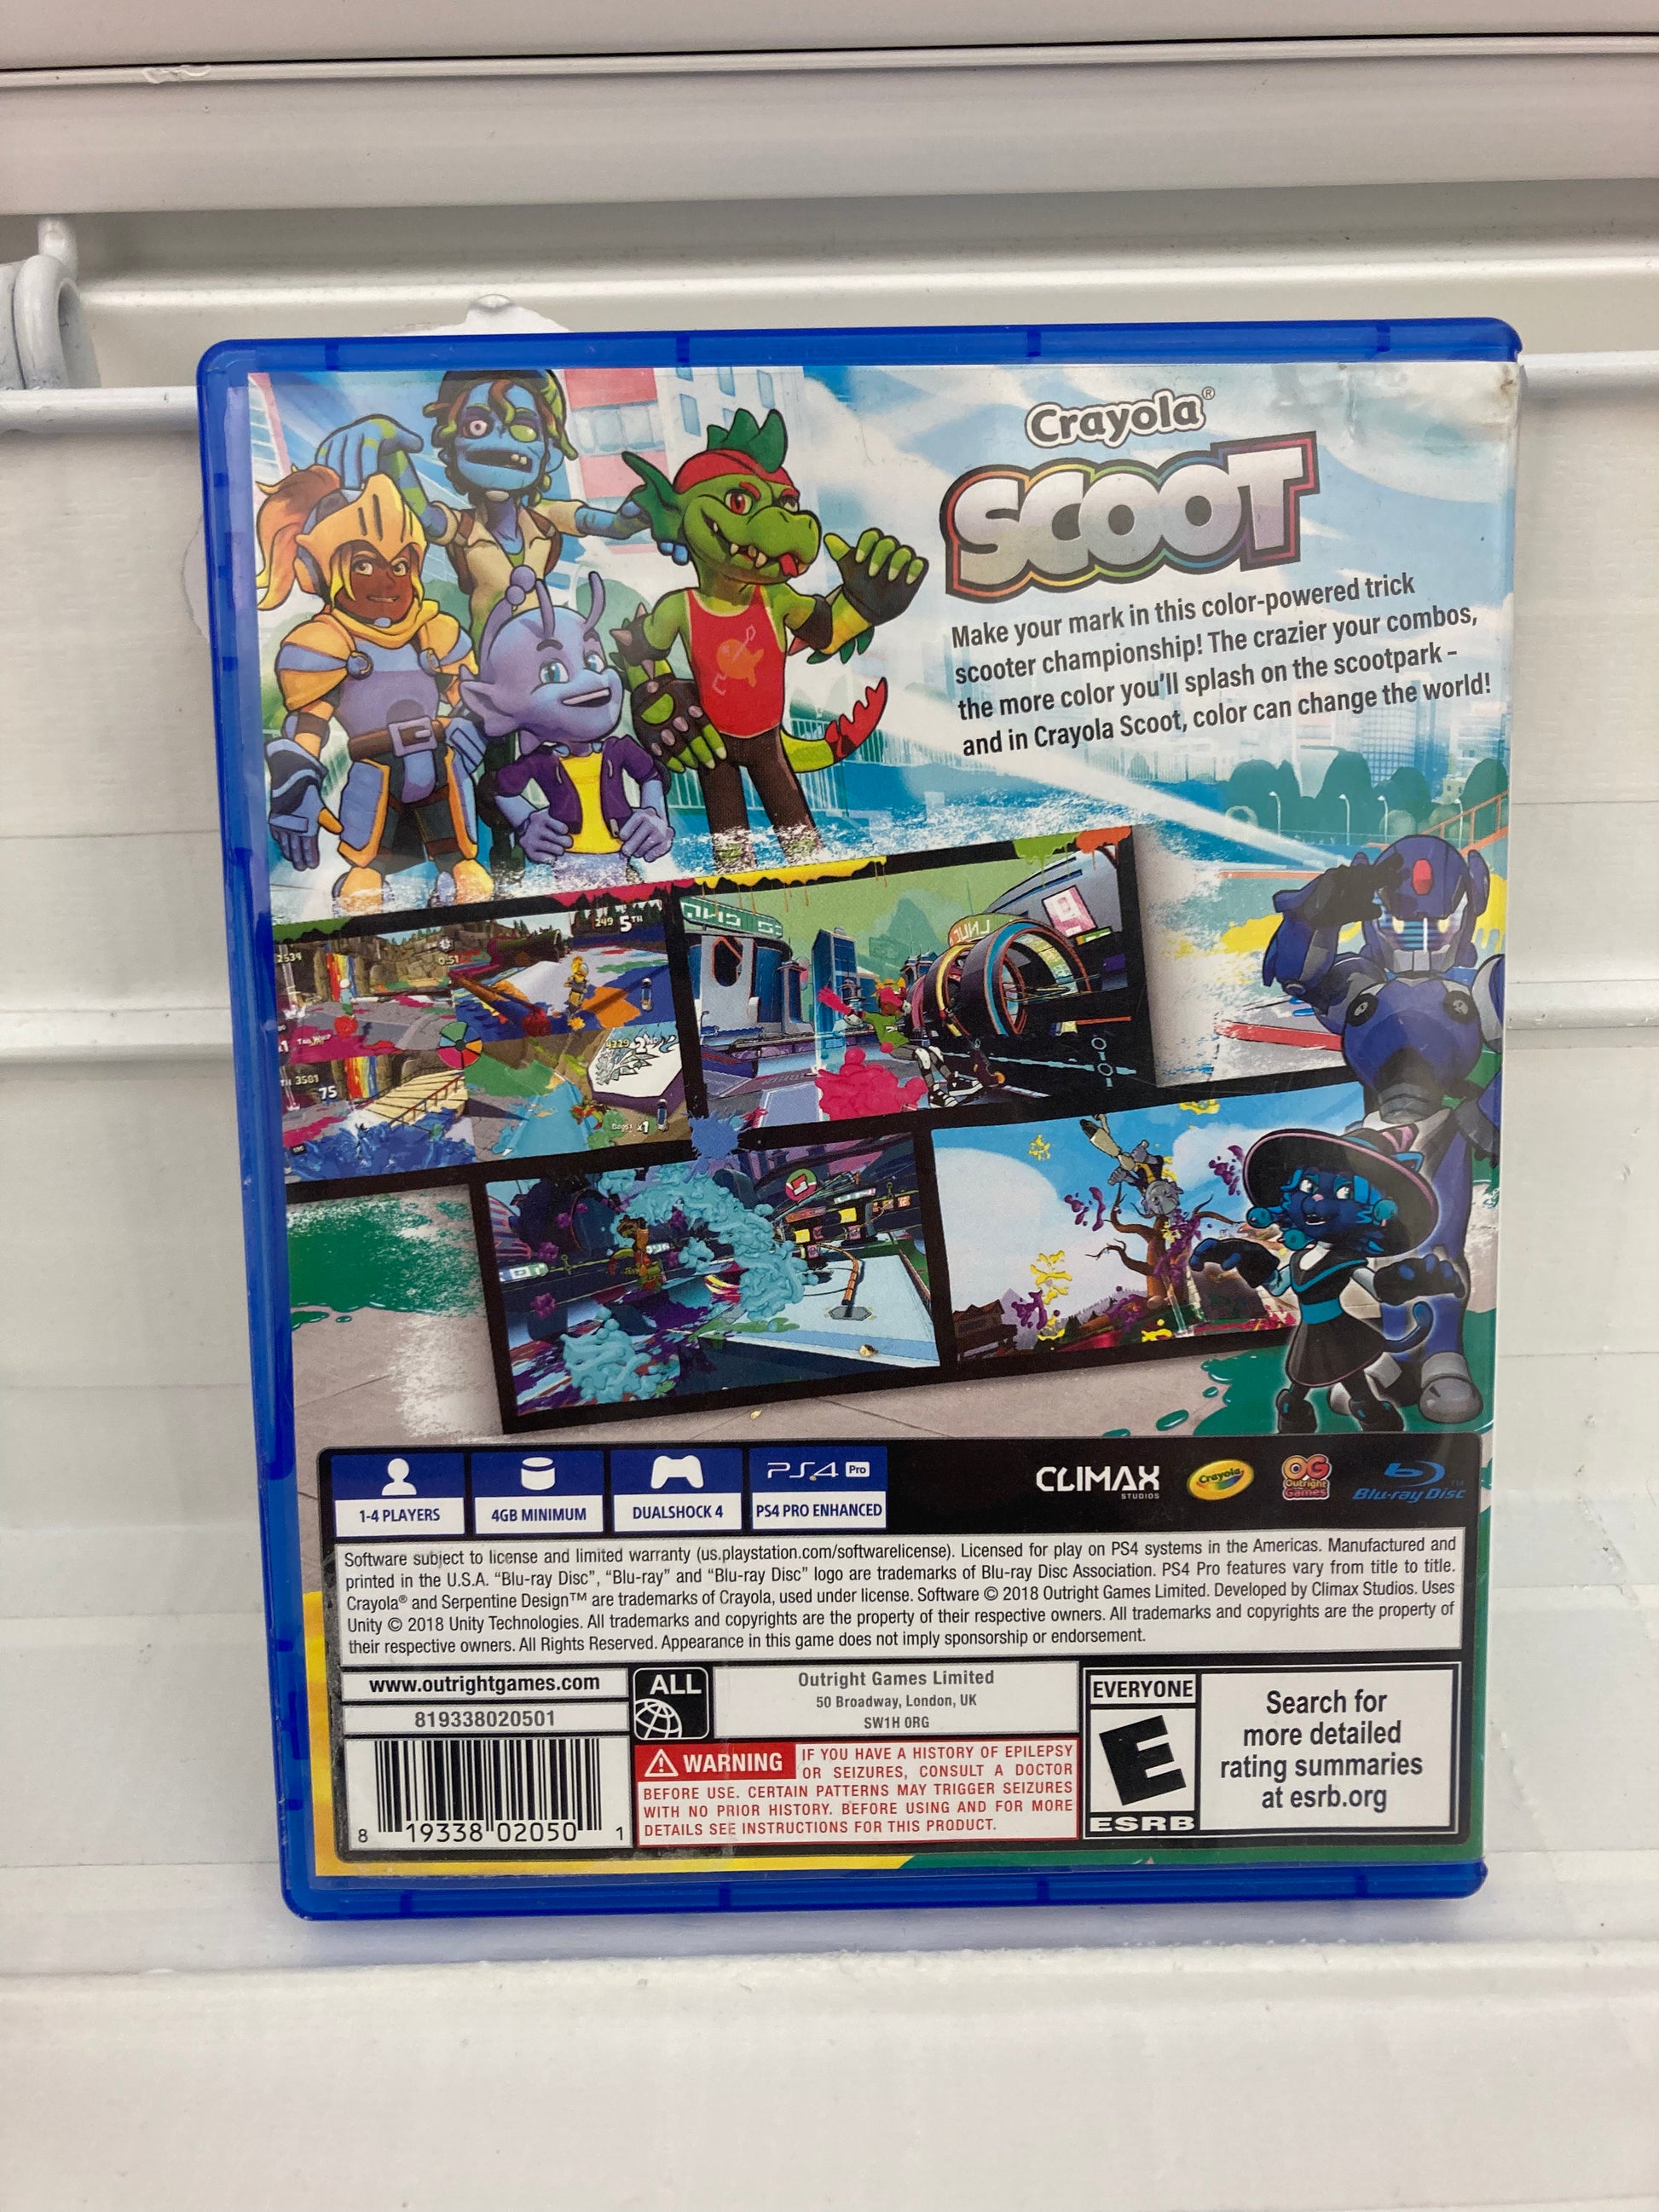 Crayola®
SCOOT
Make your mark in this color-powered trick
scooter championship! The crazier your combos,
the more color you'll splash on the scootpark -
and in Crayola Scoot, color can change the world!
249 5TH
2534
0:51
4229 2ND
3581
75
x1
1-4 PLAYERS
4GB MINIMUM
DUALSHOCK 4
PS4 Pro
PS4 PRO ENHANCED
CLIMAX
STUDIOS
Crayola
OG
Outright
Games
Blu-ray Disc™
Software subject to license and limited warranty (us.playstation.com/softwarelicense). Licensed for play on PS4 systems in the Americas. Manufactured and
printed in the U.S.A. “Blu-ray Disc”, “Blu-ray” and “Blu-ray Disc” logo are trademarks of Blu-ray Disc Association. PS4 Pro features vary from title to title.
Crayola® and Serpentine Design™ are trademarks of Crayola, used under license. Software © 2018 Outright Games Limited. Developed by Climax Studios. Uses
Unity © 2018 Unity Technologies. All trademarks and copyrights are the property of their respective owners. All trademarks and copyrights are the property of
their respective owners. All Rights Reserved. Appearance in this game does not imply sponsorship or endorsement.
www.outrightgames.com
819338020501
8 19338 02050 1
ALL
Outright Games Limited
50 Broadway, London, UK
SW1H 0RG
WARNING IF YOU HAVE A HISTORY OF EPILEPSY
OR SEIZURES, CONSULT A DOCTOR
BEFORE USE. CERTAIN PATTERNS MAY TRIGGER SEIZURES
WITH NO PRIOR HISTORY. BEFORE USING AND FOR MORE
DETAILS SEE INSTRUCTIONS FOR THIS PRODUCT.
EVERYONE
E
ESRB
Search for
more detailed
rating summaries
at esrb.org